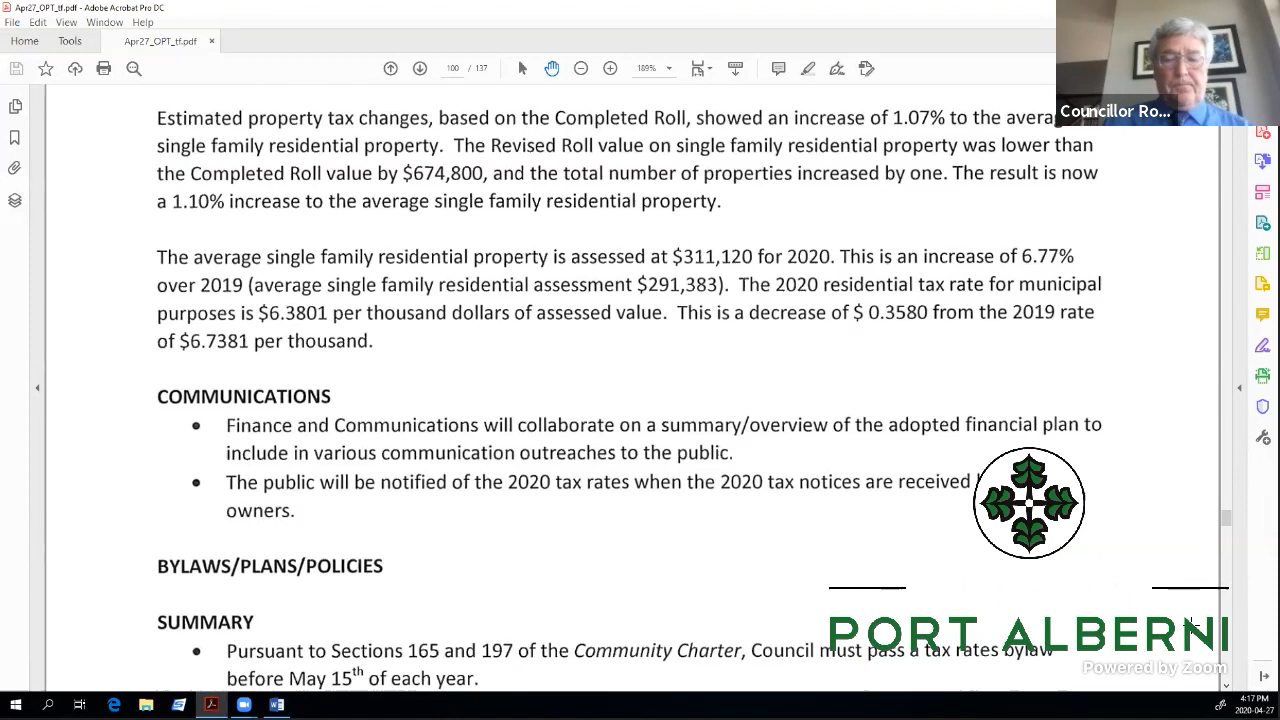 Apr27_OPT_tf.pdf - Adobe Acrobat Pro DC
File Edit View Window Help
Home Tools Apr27_OPT_tf.pdf ×
100 / 137 189%
Councillor Ro...
Estimated property tax changes, based on the Completed Roll, showed an increase of 1.07% to the
single family residential property. The Revised Roll value on single family residential property was lower than
the Completed Roll value by $674,800, and the total number of properties increased by one. The result is now
a 1.10% increase to the average single family residential property.
The average single family residential property is assessed at $311,120 for 2020. This is an increase of 6.77%
over 2019 (average single family residential assessment $291,383). The 2020 residential tax rate for municipal
purposes is $6.3801 per thousand dollars of assessed value. This is a decrease of $ 0.3580 from the 2019 rate
of $6.7381 per thousand.
COMMUNICATIONS
• Finance and Communications will collaborate on a summary/overview of the adopted financial plan to
include in various communication outreaches to the public.
• The public will be notified of the 2020 tax rates when the 2020 tax notices are received
owners.
BYLAWS/PLANS/POLICIES
SUMMARY
• Pursuant to Sections 165 and 197 of the Community Charter, Council must pass a tax rates bylaw
before May 15th of each year.
PORT ALBERNI
Powered by Zoom
4:17 PM
2020-04-27